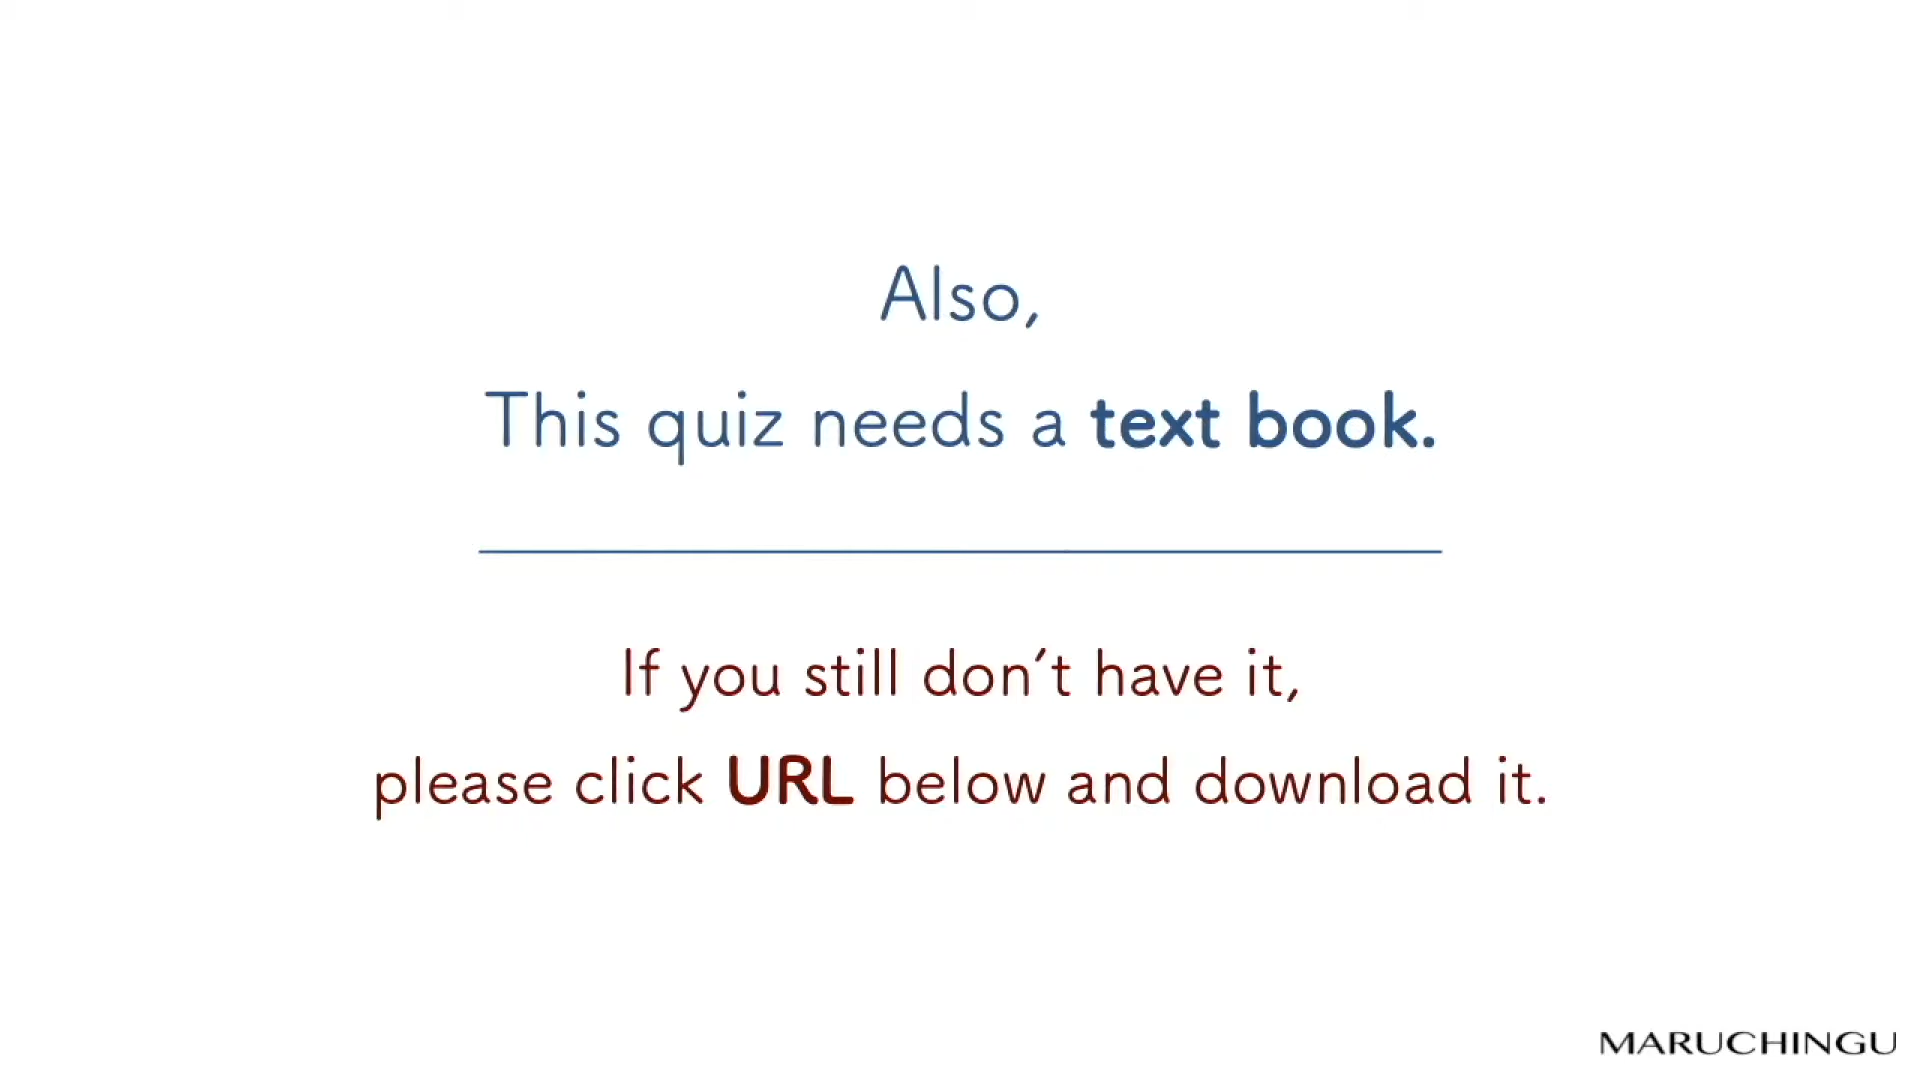 Also,
This quiz needs a text book.
If you still don´t have it,
please click URL below and download it.
MARUCHINGU